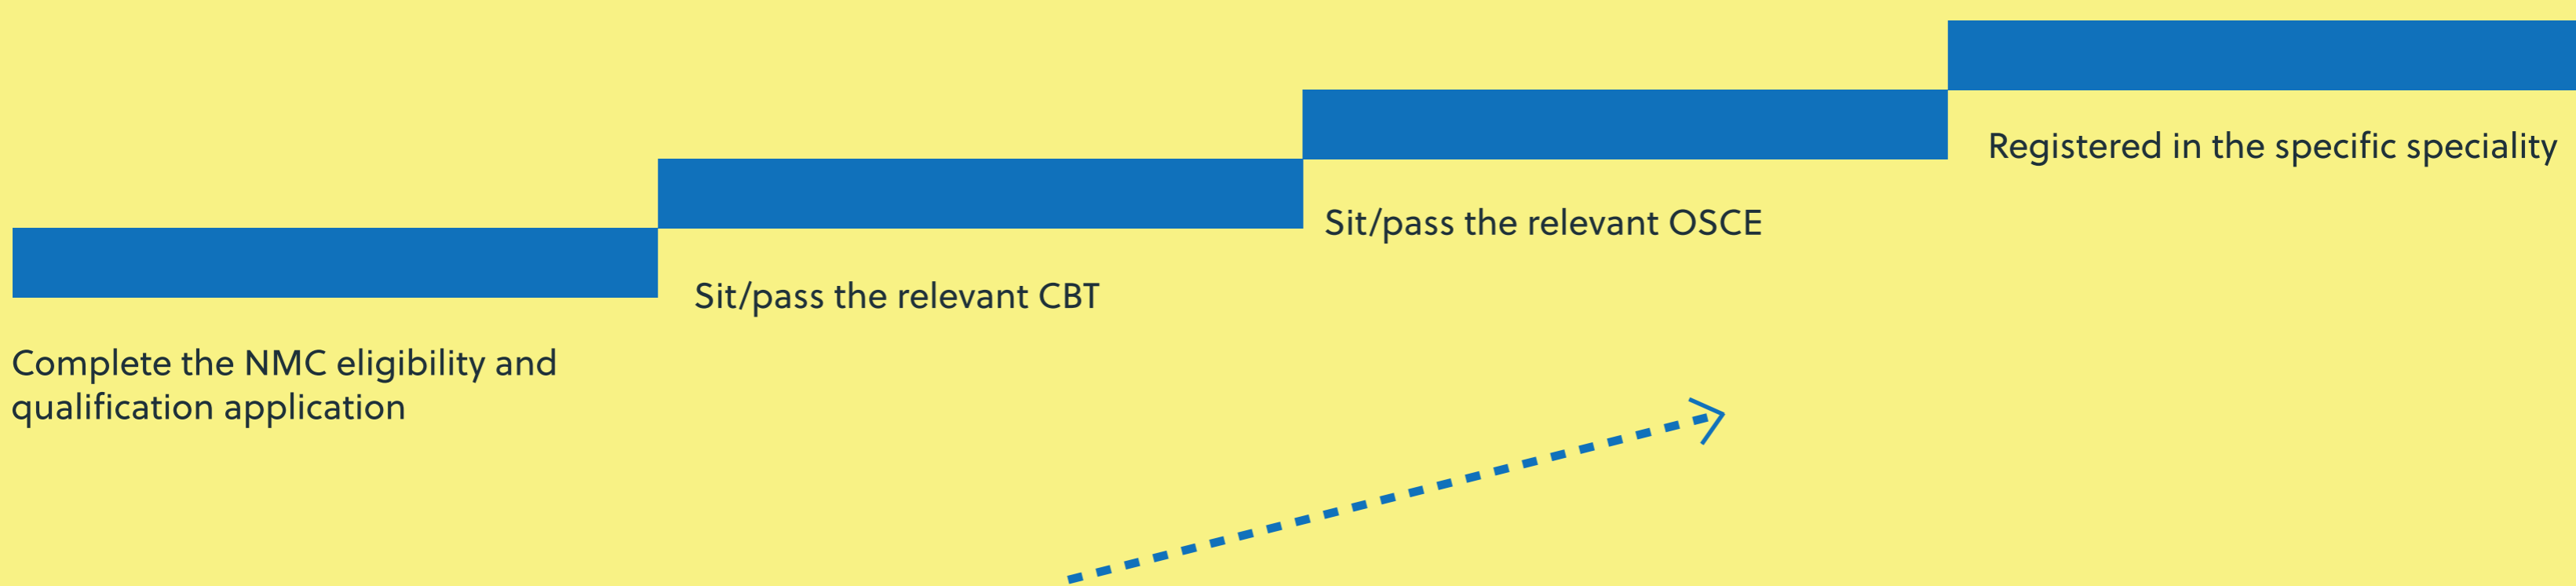 Complete the NMC eligibility and
qualification application
Sit/pass the relevant CBT
Sit/pass the relevant OSCE
Registered in the specific speciality